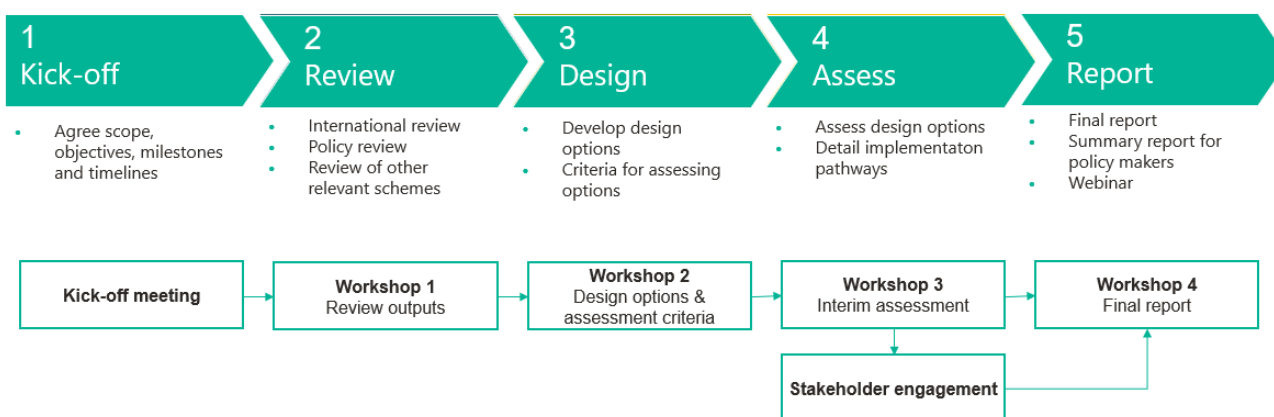 1
Kick-off
2
Review
3
Design
4
Assess
5
Report
• Agree scope,
objectives, milestones
and timelines
• International review
• Policy review
• Review of other
relevant schemes
• Develop design
options
• Criteria for assessing
options
• Assess design options
• Detail implementaton
pathways
• Final report
• Summary report for
policy makers
• Webinar
Kick-off meeting
Workshop 1
Review outputs
Workshop 2
Design options &
assessment criteria
Workshop 3
Interim assessment
Workshop 4
Final report
Stakeholder engagement